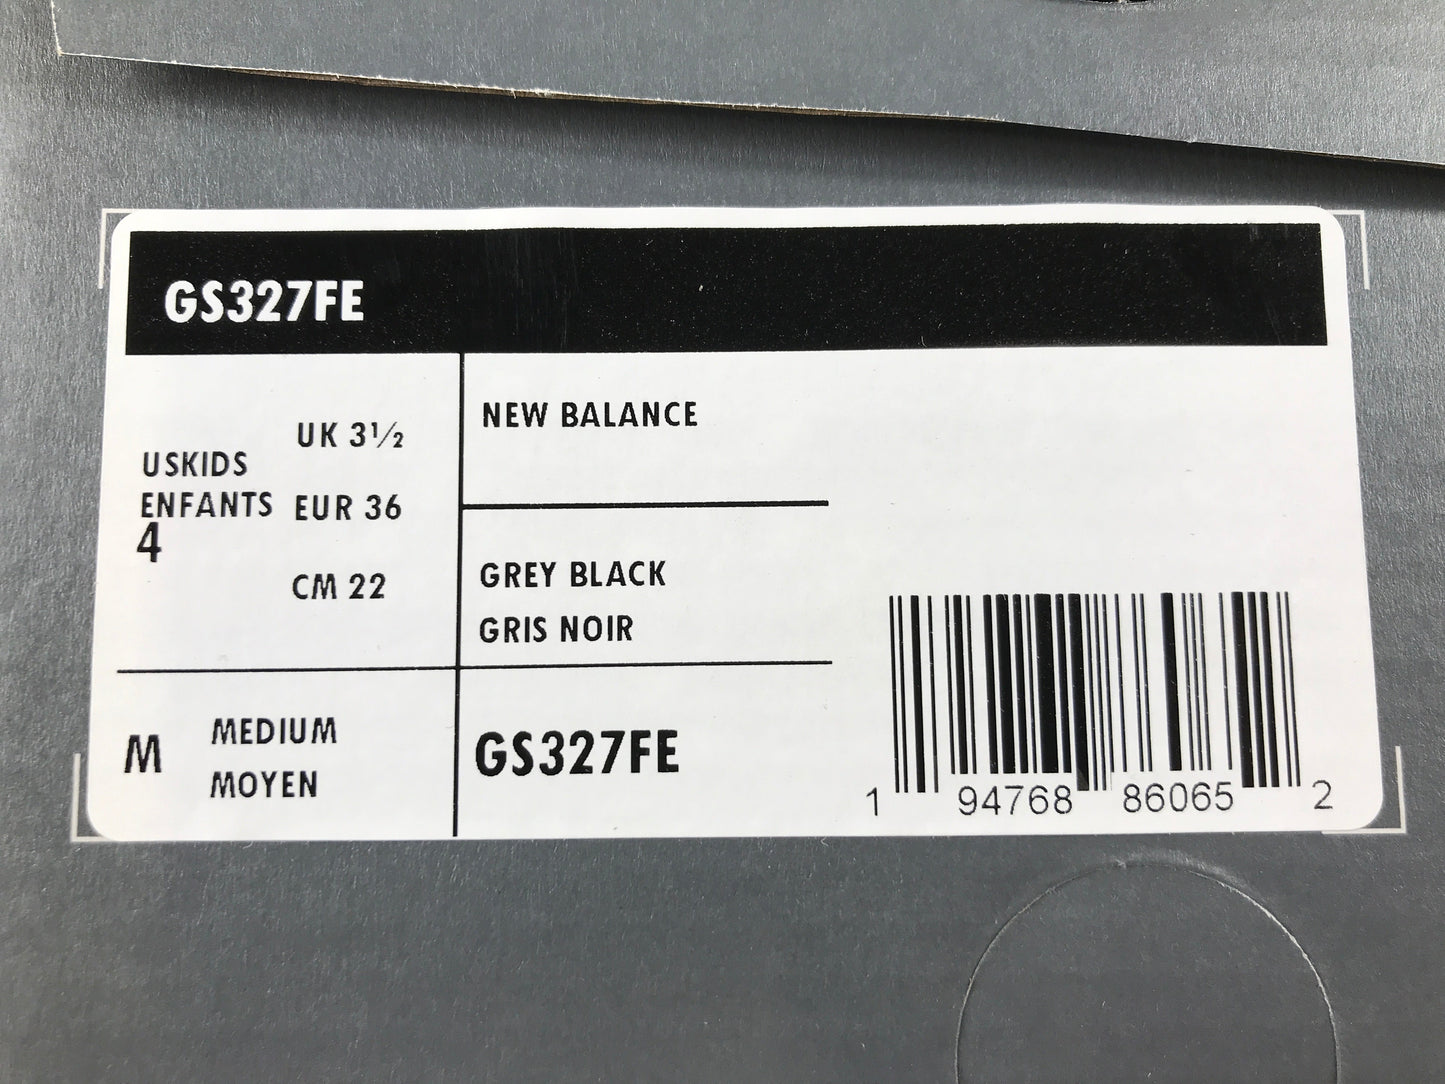 GS327FE
USKIDS
ENFANTS
4
UK 3½
EUR 36
CM 22
NEW BALANCE
GREY BLACK
GRIS NOIR
M
MEDIUM
MOYEN
GS327FE
1 94768 86065 2